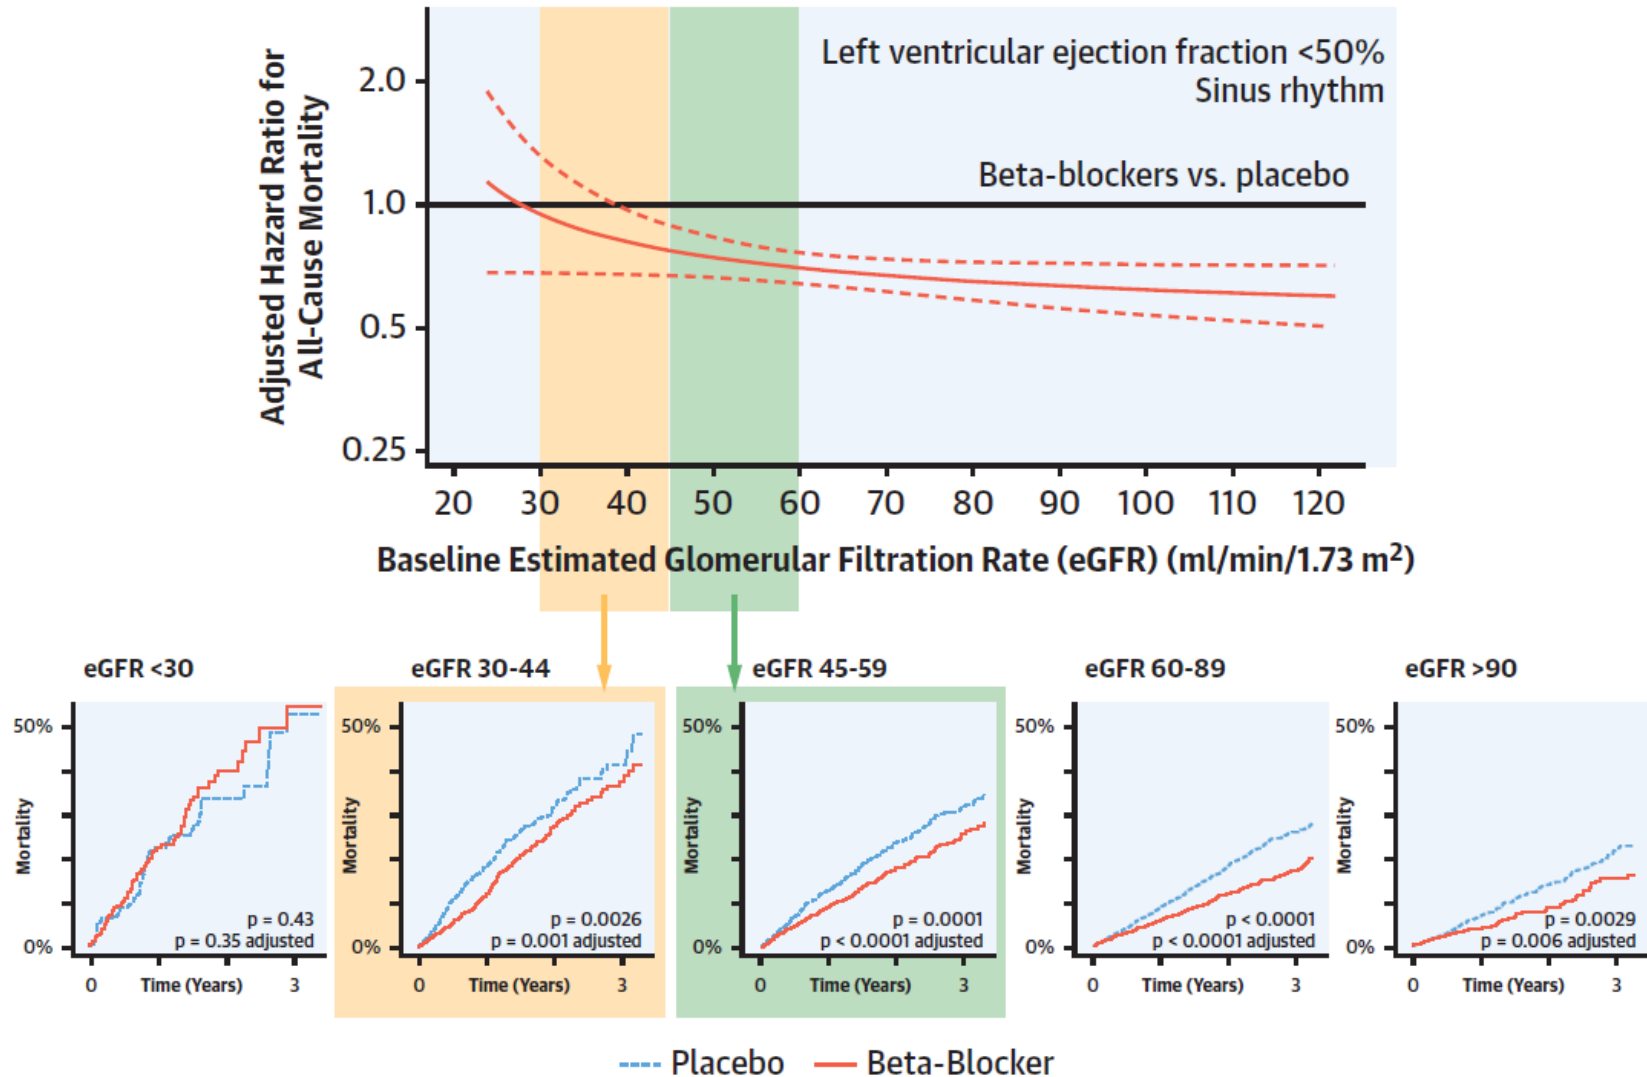 Adjusted Hazard Ratio for
All-Cause Mortality
2.0
1.0
0.5
0.25
Left ventricular ejection fraction <50%
Sinus rhythm
Beta-blockers vs. placebo
20 30 40 50 60 70 80 90 100 110 120
Baseline Estimated Glomerular Filtration Rate (eGFR) (ml/min/1.73 m²)
eGFR <30
50%
Mortality
0%
p = 0.43
p = 0.35 adjusted
0 Time (Years) 3
eGFR 30-44
50%
Mortality
0%
p = 0.0026
p = 0.001 adjusted
0 Time (Years) 3
eGFR 45-59
50%
Mortality
0%
p = 0.0001
p < 0.0001 adjusted
0 Time (Years) 3
eGFR 60-89
50%
Mortality
0%
p < 0.0001
p < 0.0001 adjusted
0 Time (Years) 3
eGFR >90
50%
Mortality
0%
p = 0.0029
p = 0.006 adjusted
0 Time (Years) 3
Placebo Beta-Blocker